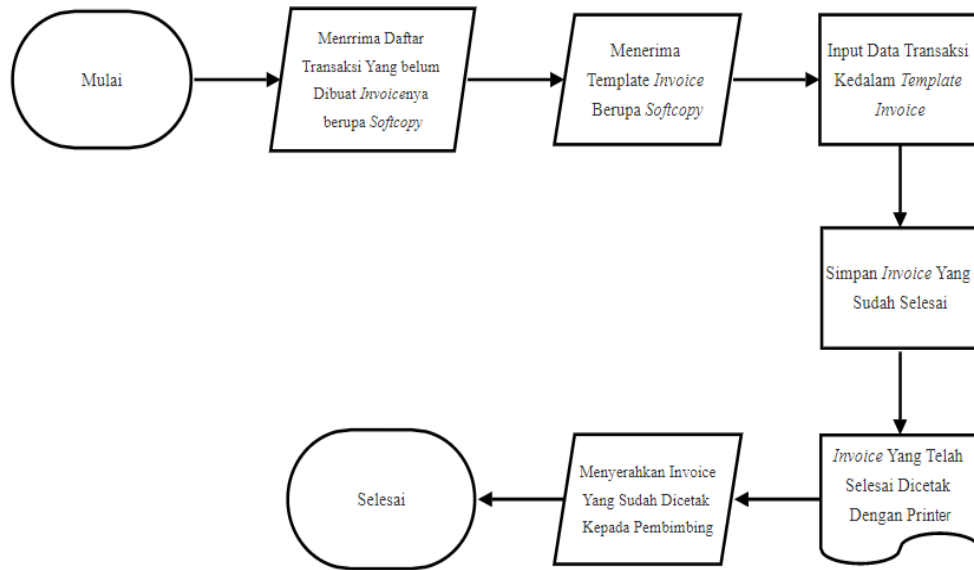 Mulai
Menrrima Daftar
Transaksi Yang belum
Dibuat Invoicenya
berupa Softcopy
Menerima
Template Invoice
Berupa Softcopy
Input Data Transaksi
Kedalam Template
Invoice
Simpan Invoice Yang
Sudah Selesai
Invoice Yang Telah
Selesai Dicetak
Dengan Printer
Menyerahkan Invoice
Yang Sudah Dicetak
Kepada Pembimbing
Selesai